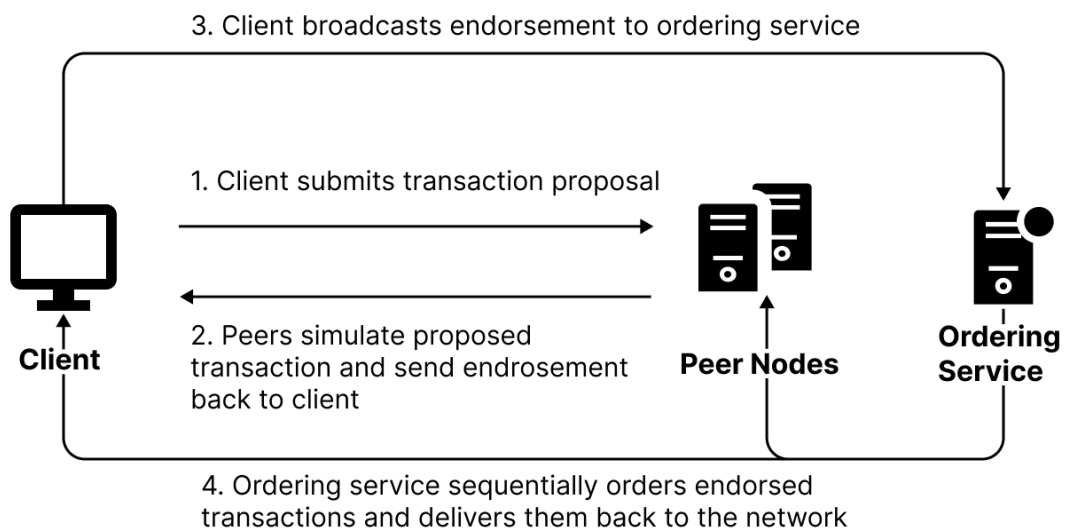 3. Client broadcasts endorsement to ordering service
1. Client submits transaction proposal
2. Peers simulate proposed
transaction and send endrosement
back to client
Client
Peer Nodes
Ordering
Service
4. Ordering service sequentially orders endorsed
transactions and delivers them back to the network